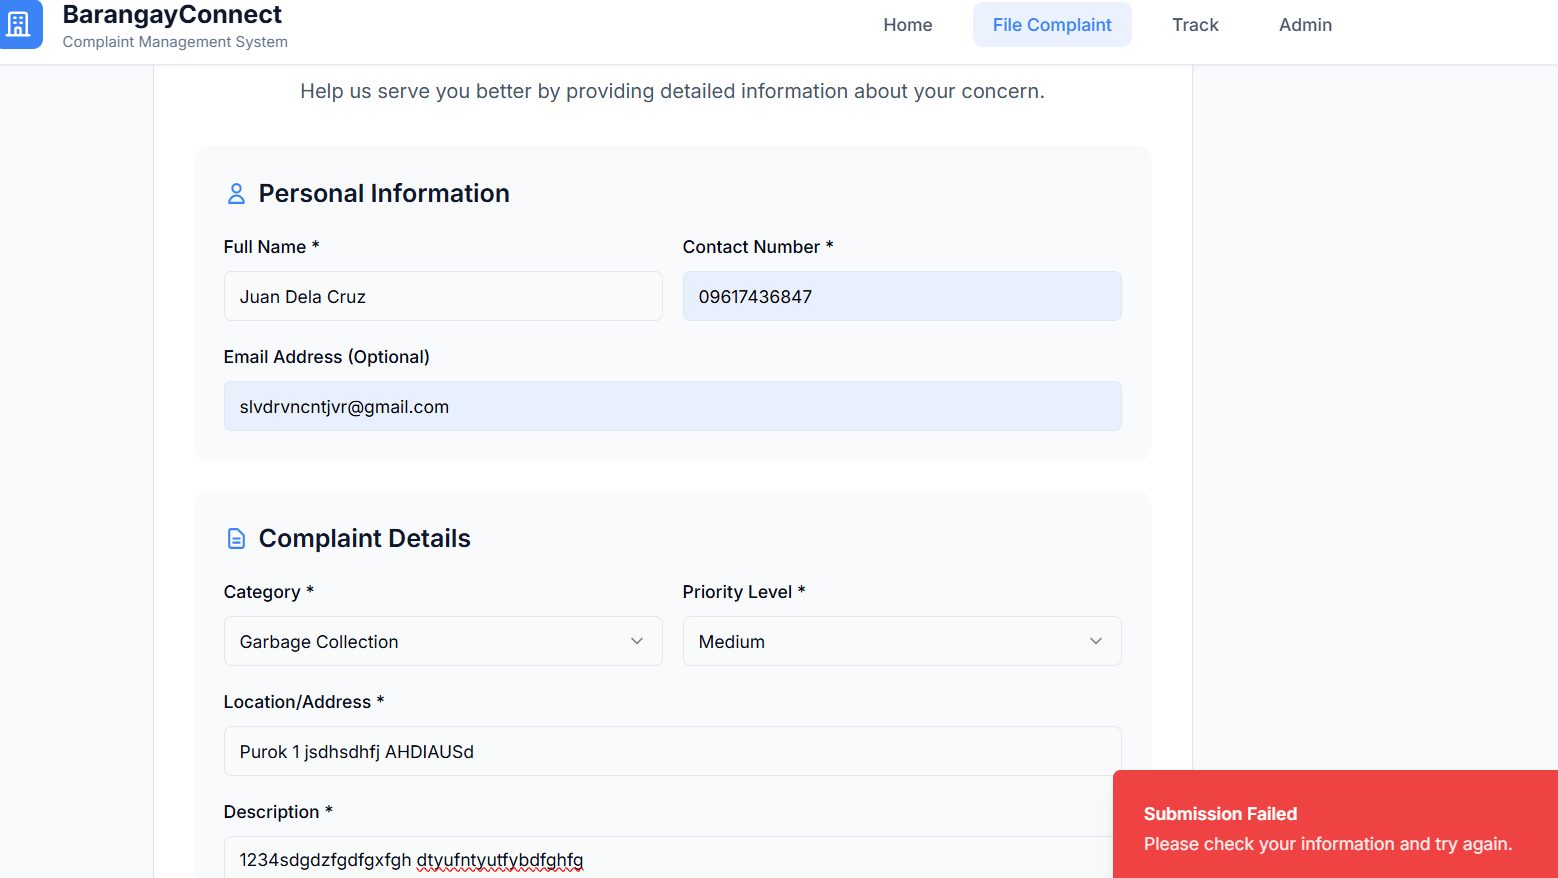 BarangayConnect
Complaint Management System
Home
File Complaint
Track
Admin
Help us serve you better by providing detailed information about your concern.
Personal Information
Full Name *
Contact Number *
Juan Dela Cruz
09617436847
Email Address (Optional)
slvdrvncntjvr@gmail.com
Complaint Details
Category *
Priority Level *
Garbage Collection
Medium
Location/Address *
Purok 1 jsdhsdhfj AHDIAUSd
Description *
1234sdgdzfgdfgxfgh dtyufntyutfybdfghfg
Submission Failed
Please check your information and try again.